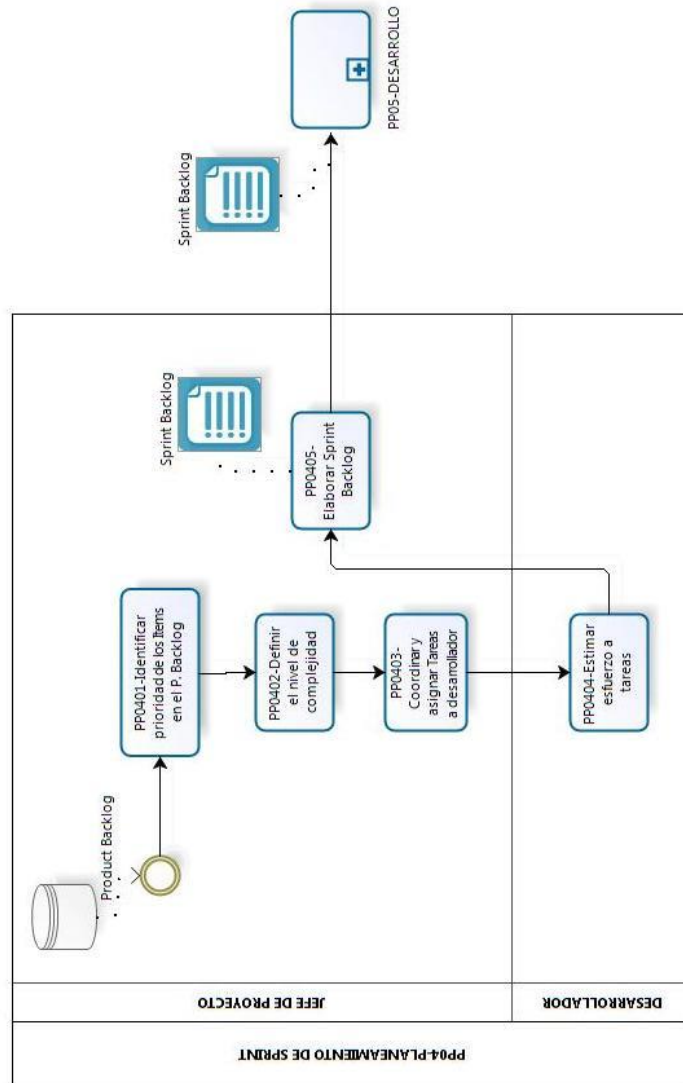 PP04-PLANEAMIENTO DE SPRINT
JEFE DE PROYECTO
DESARROLLADOR
Product Backlog
PP0401-Identificar
prioridad de los Items
en el P. Backlog
PP0402-Definir
el nivel de
complejidad
PP0403-
Coordinar y
asignar Tareas
a desarrollador
PP0404-Estimar
esfuerzo a
tareas
Sprint Backlog
PP0405-
Elaborar Sprint
Backlog
Sprint Backlog
PP05-DESARROLLO